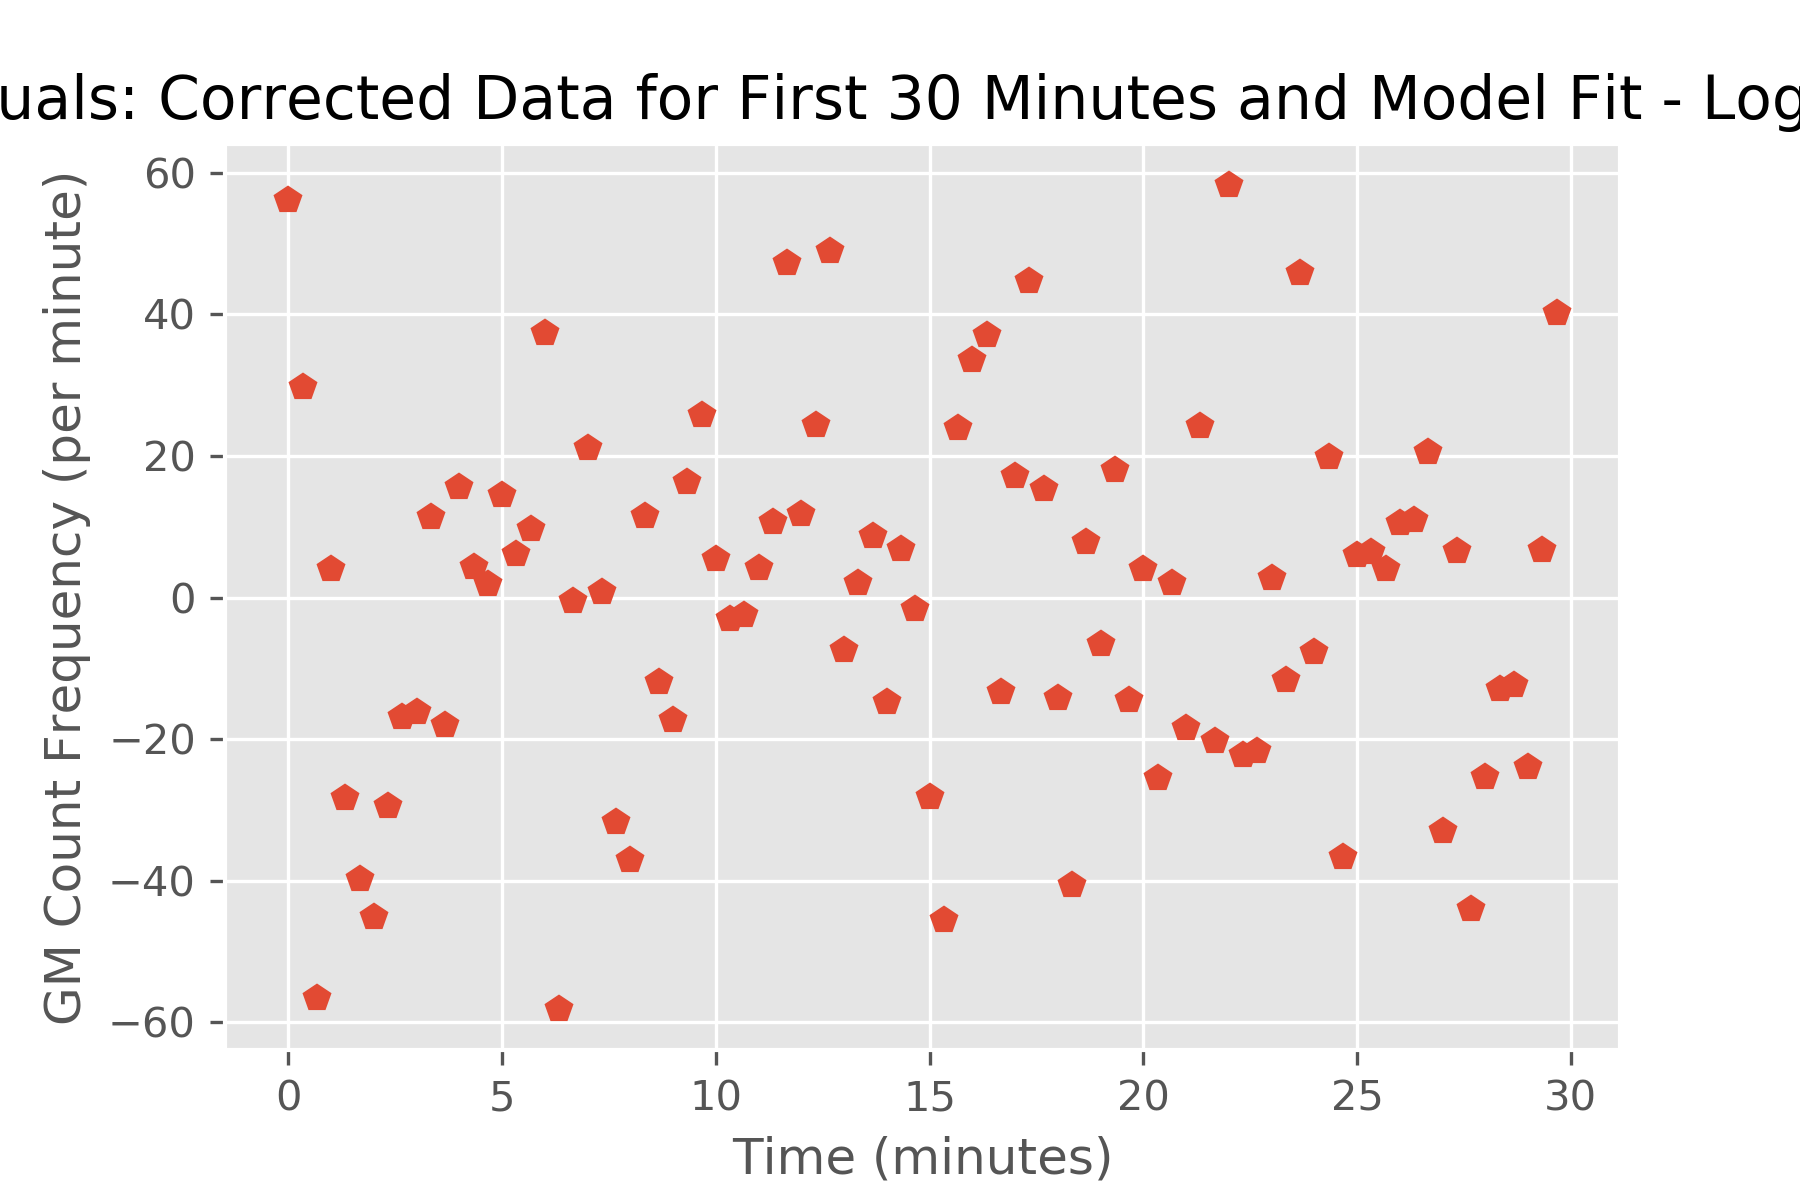 uals: Corrected Data for First 30 Minutes and Model Fit - Log
GM Count Frequency (per minute)
60
40
20
0
−20
−40
−60
0 5 10 15 20 25 30
Time (minutes)